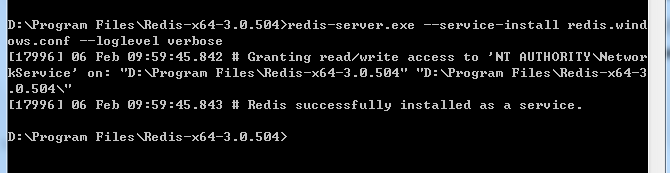 D:\Program Files\Redis-x64-3.0.504>redis-server.exe --service-install redis.wind
ows.conf --loglevel verbose
[17996] 06 Feb 09:59:45.842 # Granting read/write access to 'NT AUTHORITY\Networ
kService' on: "D:\Program Files\Redis-x64-3.0.504" "D:\Program Files\Redis-x64-3
.0.504\"
[17996] 06 Feb 09:59:45.843 # Redis successfully installed as a service.
D:\Program Files\Redis-x64-3.0.504>